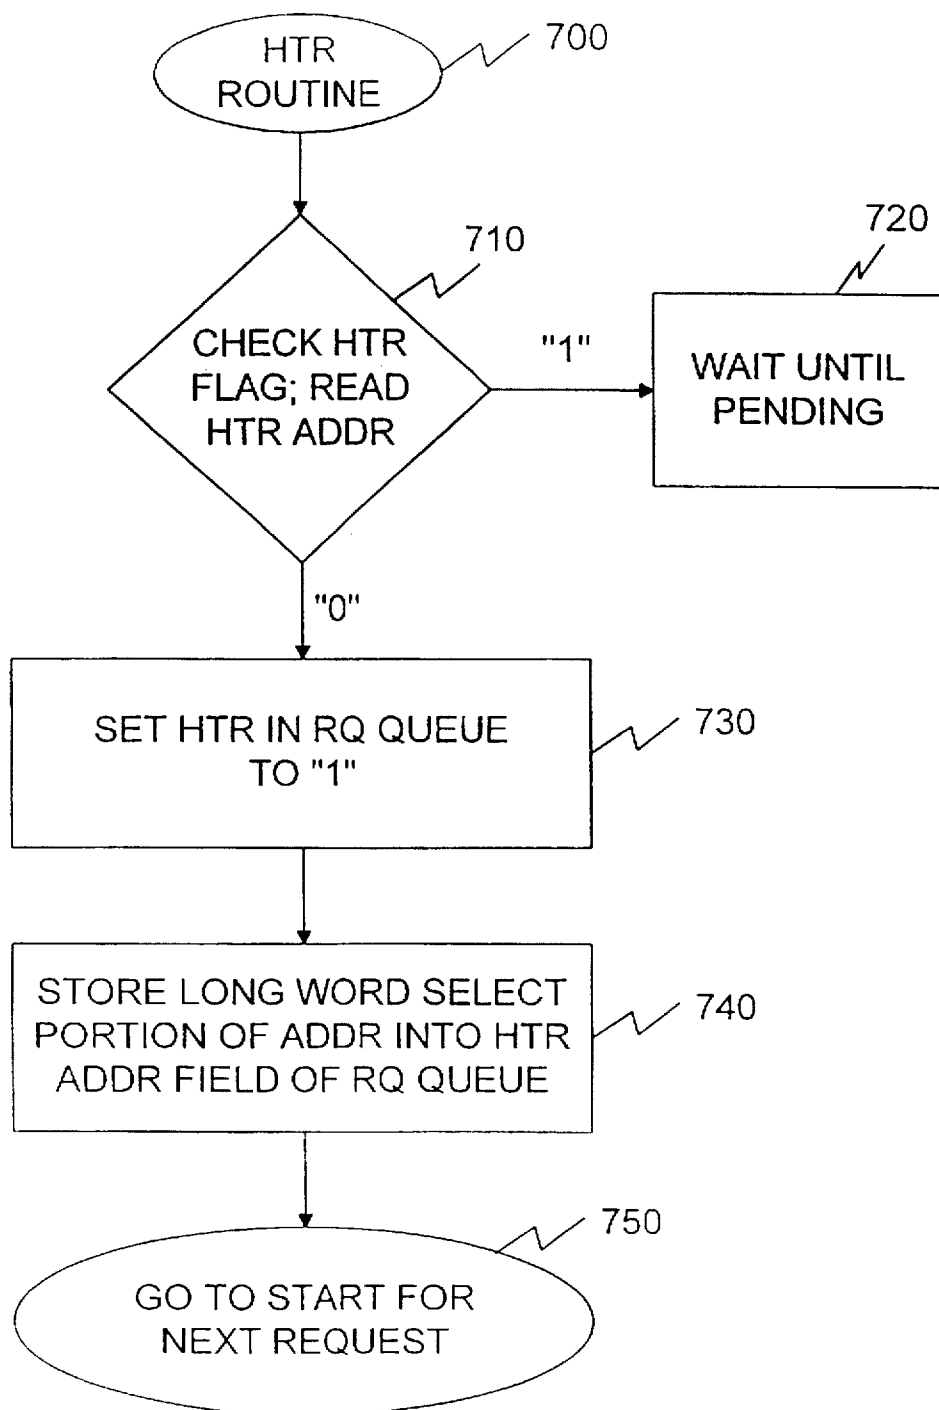 HTR
ROUTINE
700
710
720
CHECK HTR
FLAG; READ
HTR ADDR
"1"
WAIT UNTIL
PENDING
"0"
SET HTR IN RQ QUEUE
TO "1"
730
STORE LONG WORD SELECT
PORTION OF ADDR INTO HTR
ADDR FIELD OF RQ QUEUE
740
750
GO TO START FOR
NEXT REQUEST